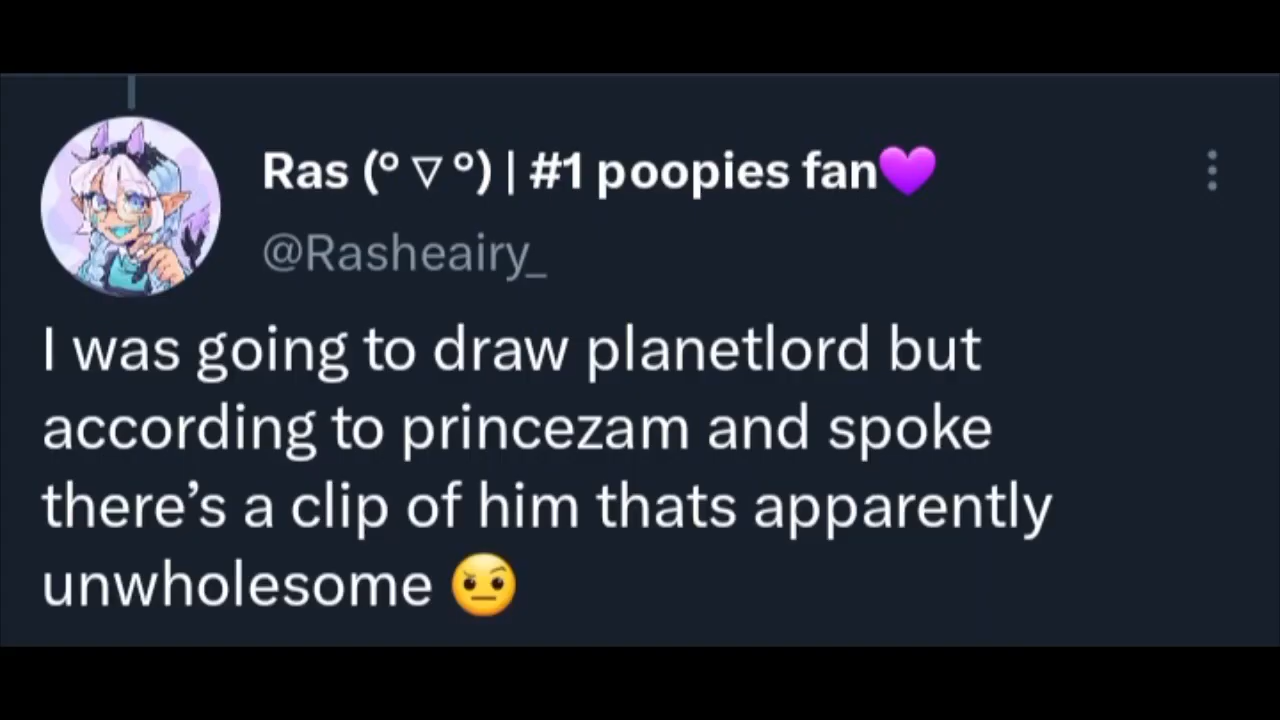 Ras (° ▽ °) | #1 poopies fan💜
@Rasheairy_
I was going to draw planetlord but
according to princezam and spoke
there’s a clip of him thats apparently
unwholesome 🤨